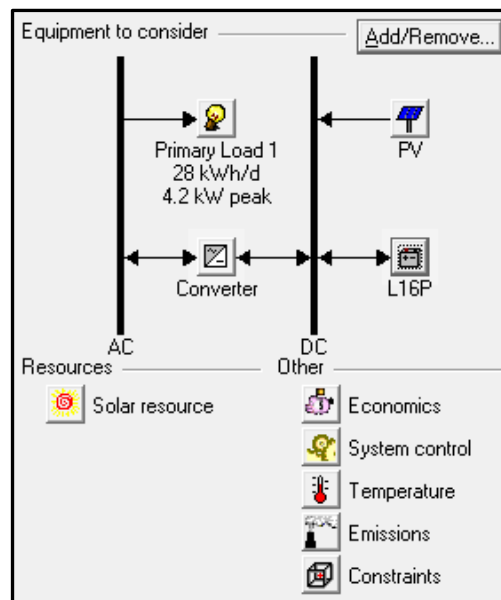 Equipment to consider
Add/Remove...
Primary Load 1
28 kWh/d
4.2 kW peak
PV
Converter
L16P
AC
DC
Resources
Other
Solar resource
Economics
System control
Temperature
Emissions
Constraints